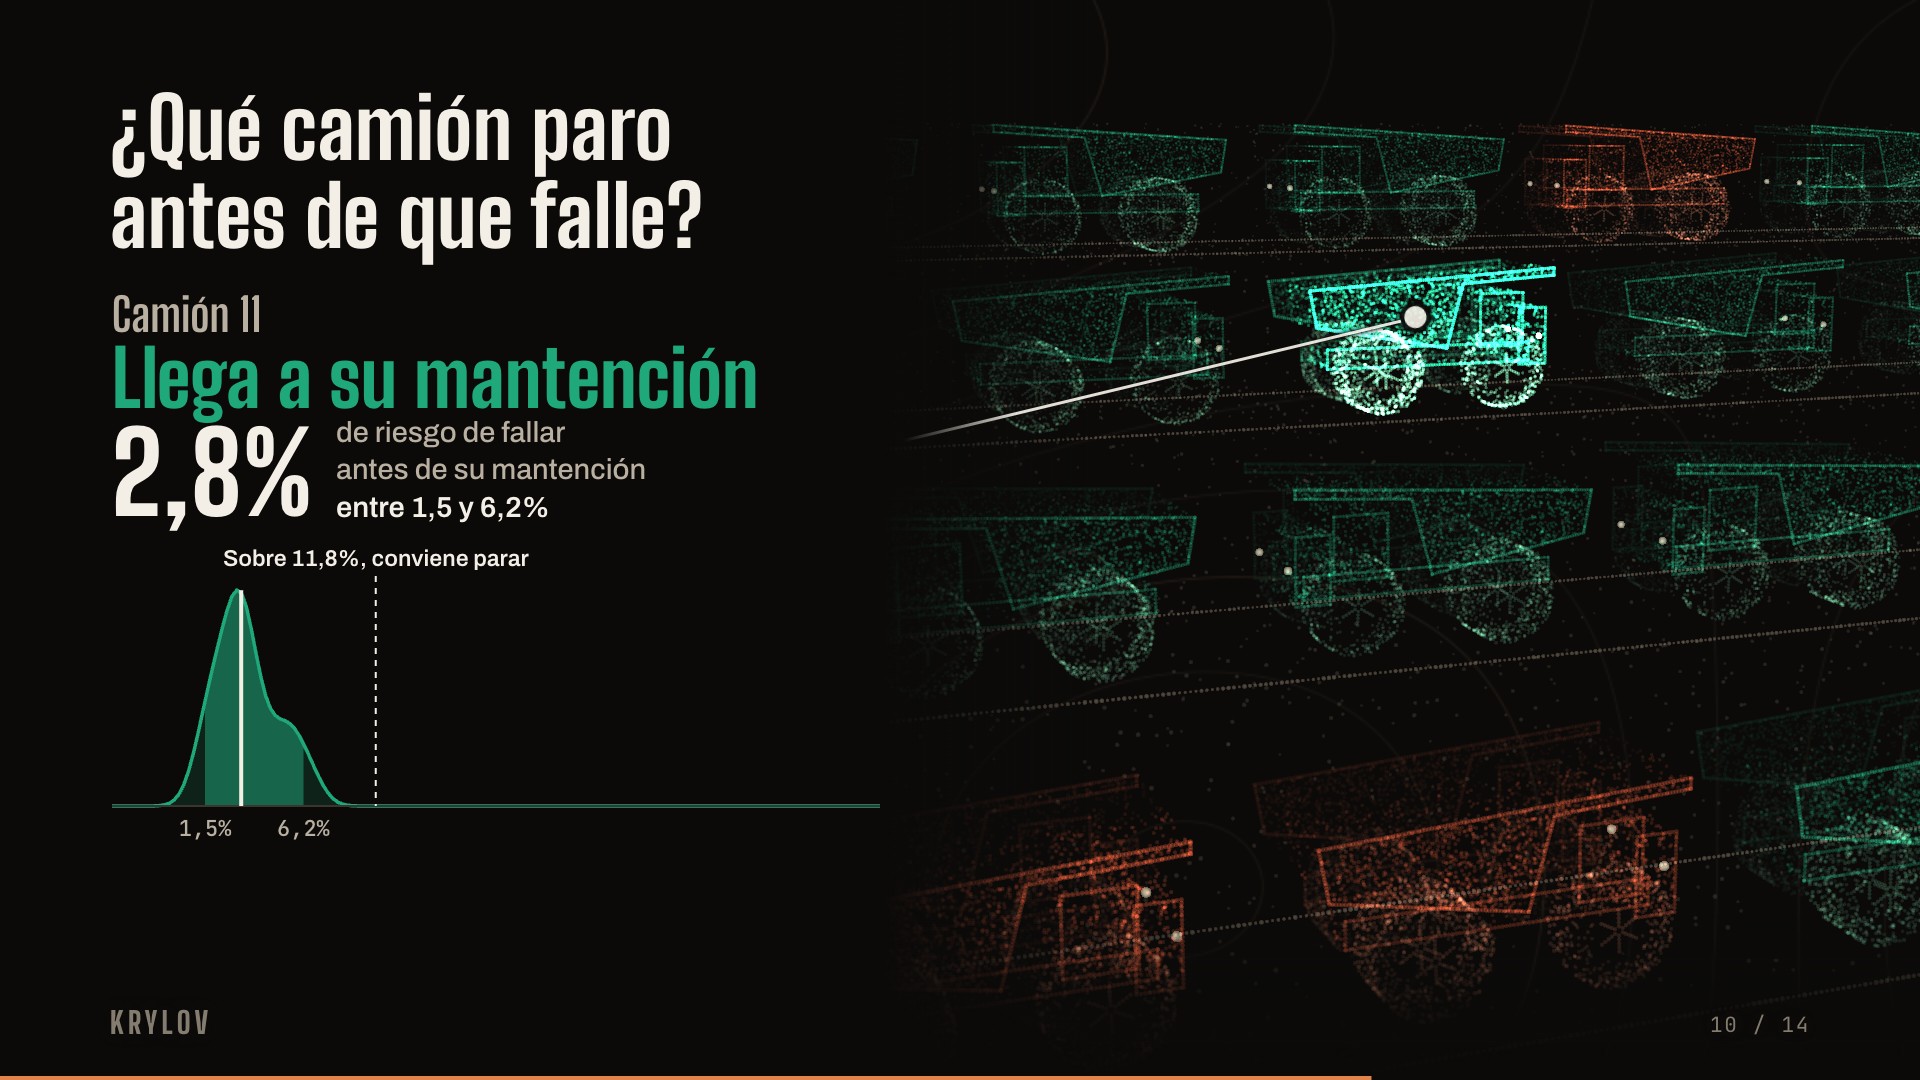 ¿Qué camión paro
antes de que falle?
Camión 11
Llega a su mantención
2,8%
de riesgo de fallar
antes de su mantención
entre 1,5 y 6,2%
Sobre 11,8%, conviene parar
1,5%
6,2%
KRYLOV
10 / 14